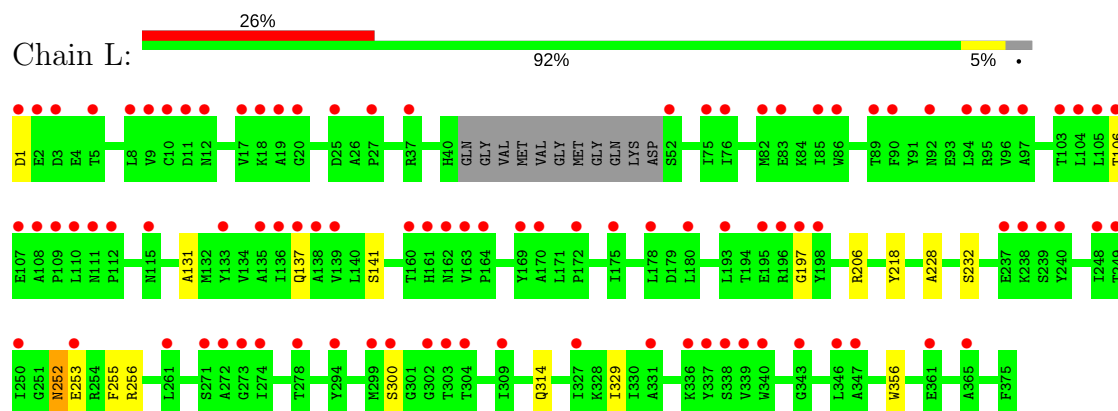 26%
Chain L:
92%
5%
•
D1 E2 D3 E4 T5 L8 V9 C10 D11 N12 V17 K18 A19 G20 D25 A26 P27 R37 H40 GLN GLY VAL MET VAL GLY MET GLY GLN LYS ASP S52 I75 I76 M82 E83 K84 I85 V86 T89 F90 Y91 N92 E93 L94 R95 V96 A97 T103 L104 L105 T106
E107 A108 P109 L110 N111 P112 N115 A131 M132 Y133 V134 A135 I136 Q137 A138 V139 L140 S141 T160 H161 N162 V163 P164 Y169 A170 L171 P172 I175 L178 D179 L180 L193 T194 E195 R196 G197 Y198 R206 Y218 A228 S232 E237 K238 S239 Y240 I248 T249
I250 G251 N252 E253 R254 F255 R256 L261 S271 A272 G273 I274 T278 Y294 M299 S300 G301 G302 T303 T304 I309 Q314 I327 K328 I329 I330 A331 K336 Y337 S338 V339 W340 G343 L346 A347 W356 E361 A365 F375